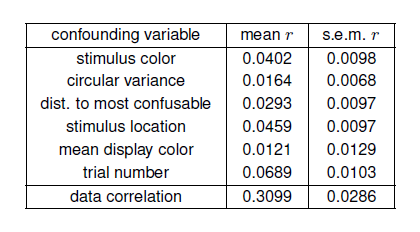 confounding variable mean r s.e.m. r
stimulus color 0.0402 0.0098
circular variance 0.0164 0.0068
dist. to most confusable 0.0293 0.0097
stimulus location 0.0459 0.0097
mean display color 0.0121 0.0129
trial number 0.0689 0.0103
data correlation 0.3099 0.0286